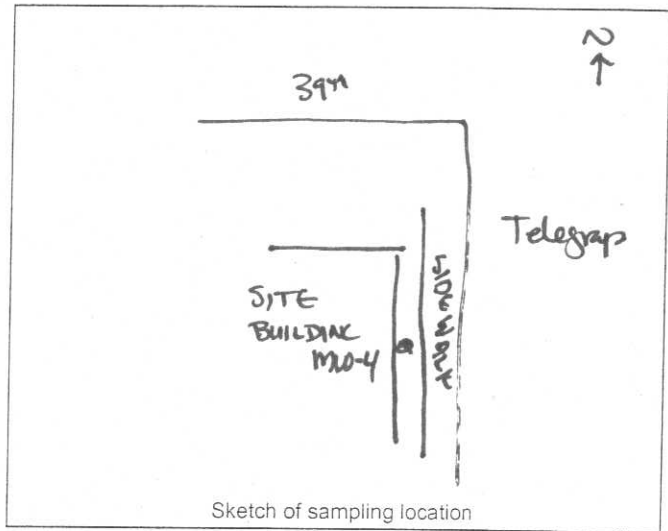 N
39th
Telegrap
SITE
BUILDING
MW-4
SIDEWALK
Sketch of sampling location